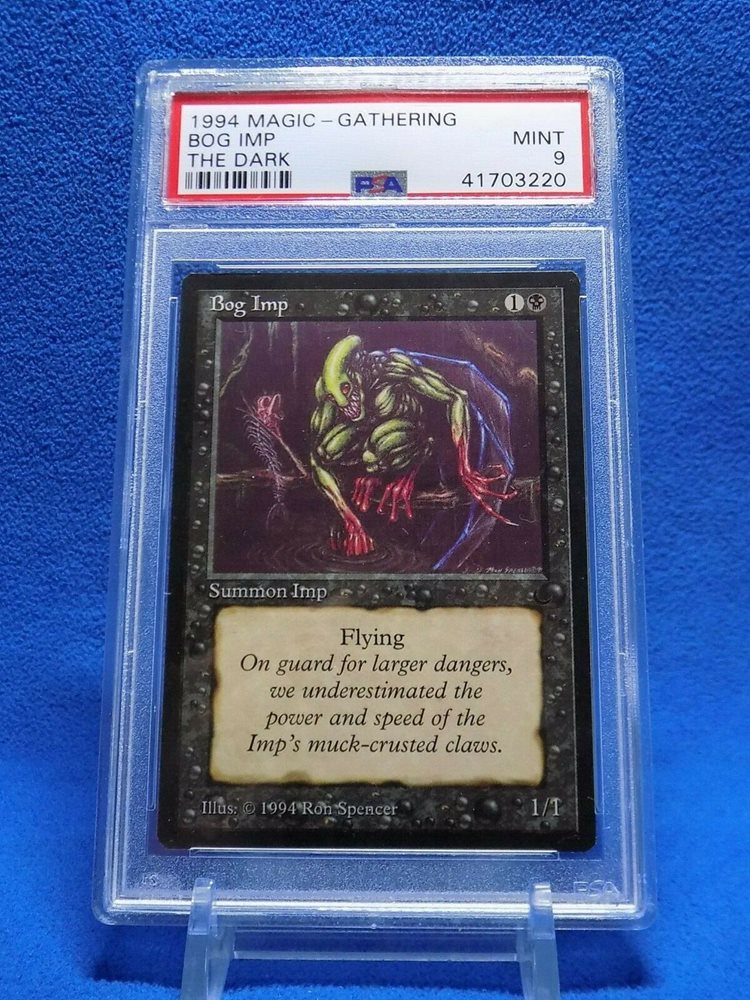 1994 MAGIC – GATHERING
BOG IMP MINT
THE DARK 9
PSA 41703220
Bog Imp 1
Summon Imp
Flying
On guard for larger dangers,
we underestimated the
power and speed of the
Imp's muck-crusted claws.
Illus: © 1994 Ron Spencer 1/1
PSA